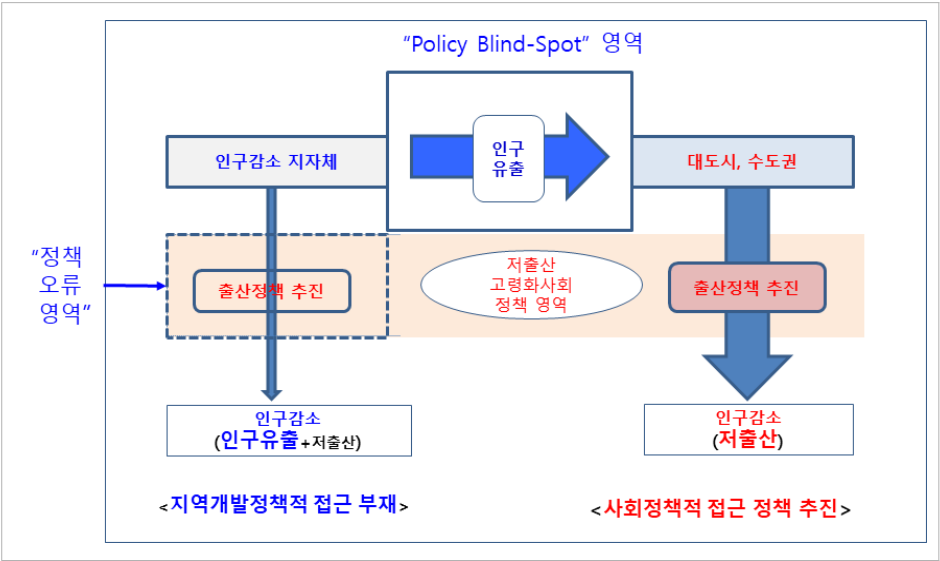 “Policy Blind-Spot” 영역
인구
유출
인구감소 지자체
대도시, 수도권
“정책
오류
영역”
출산정책 추진
저출산
고령화사회
정책 영역
출산정책 추진
인구감소
(인구유출+저출산)
인구감소
(저출산)
<지역개발정책적 접근 부재>
<사회정책적 접근 정책 추진>